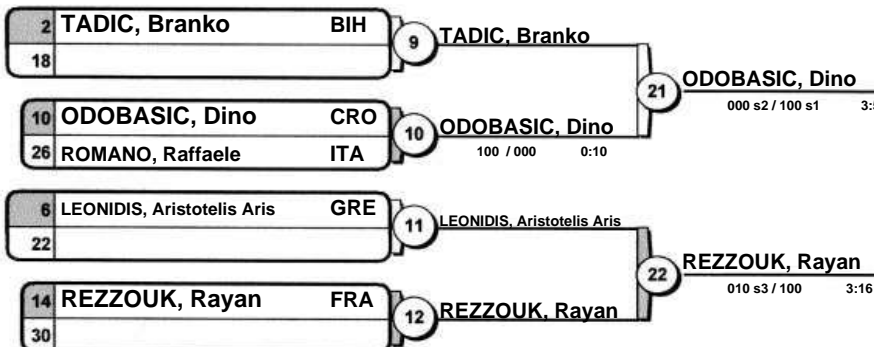 2 TADIC, Branko BIH
18
9 TADIC, Branko
10 ODOBASIC, Dino CRO
26 ROMANO, Raffaele ITA
10 ODOBASIC, Dino
100 / 000 0:10
21 ODOBASIC, Dino
000 s2 / 100 s1
6 LEONIDIS, Aristotelis Aris GRE
22
11 LEONIDIS, Aristotelis Aris
14 REZZOUK, Rayan FRA
30
12 REZZOUK, Rayan
22 REZZOUK, Rayan
010 s3 / 100 3:16